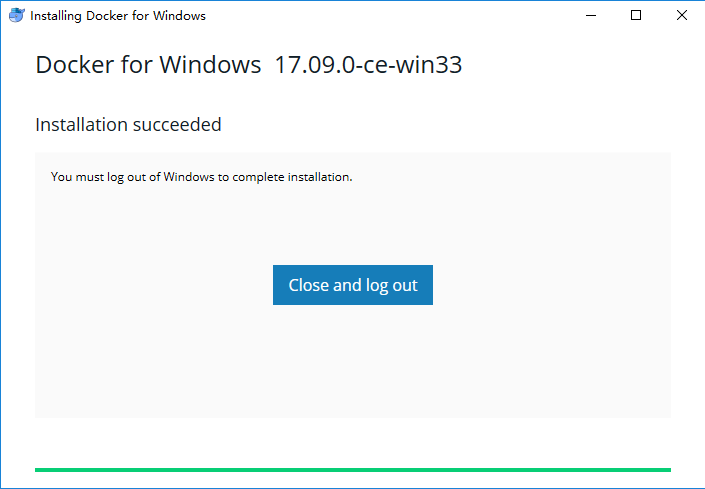 Installing Docker for Windows
Docker for Windows 17.09.0-ce-win33
Installation succeeded
You must log out of Windows to complete installation.
Close and log out